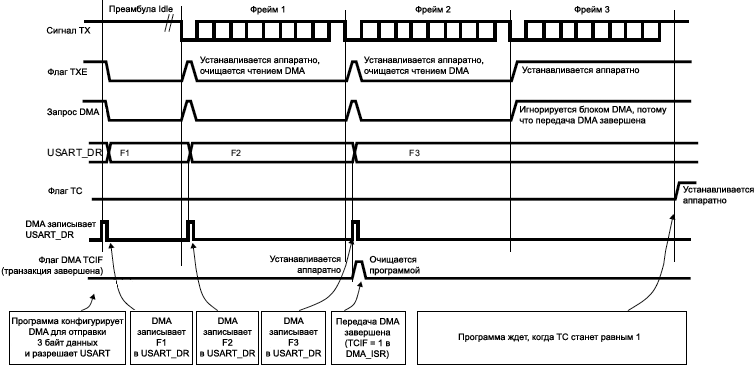 Преамбула Idle
Фрейм 1
Фрейм 2
Фрейм 3
Сигнал TX
Устанавливается аппаратно,
очищается чтением DMA
Устанавливается аппаратно,
очищается чтением DMA
Флаг TXE
Устанавливается аппаратно
Запрос DMA
Игнорируется блоком DMA, потому
что передача DMA завершена
USART_DR
F1
F2
F3
Флаг TC
Устанавливается
аппаратно
DMA записывает
USART_DR
Флаг DMA TCIF
(транзакция завершена)
Устанавливается
аппаратно
Очищается
программой
Программа конфигурирует
DMA для отправки
3 байт данных
и разрешает USART
DMA
записывает
F1
в USART_DR
DMA
записывает
F2
в USART_DR
DMA
записывает
F3
в USART_DR
Передача DMA
завершена
(TCIF = 1 в
DMA_ISR)
Программа ждет, когда TC станет равным 1